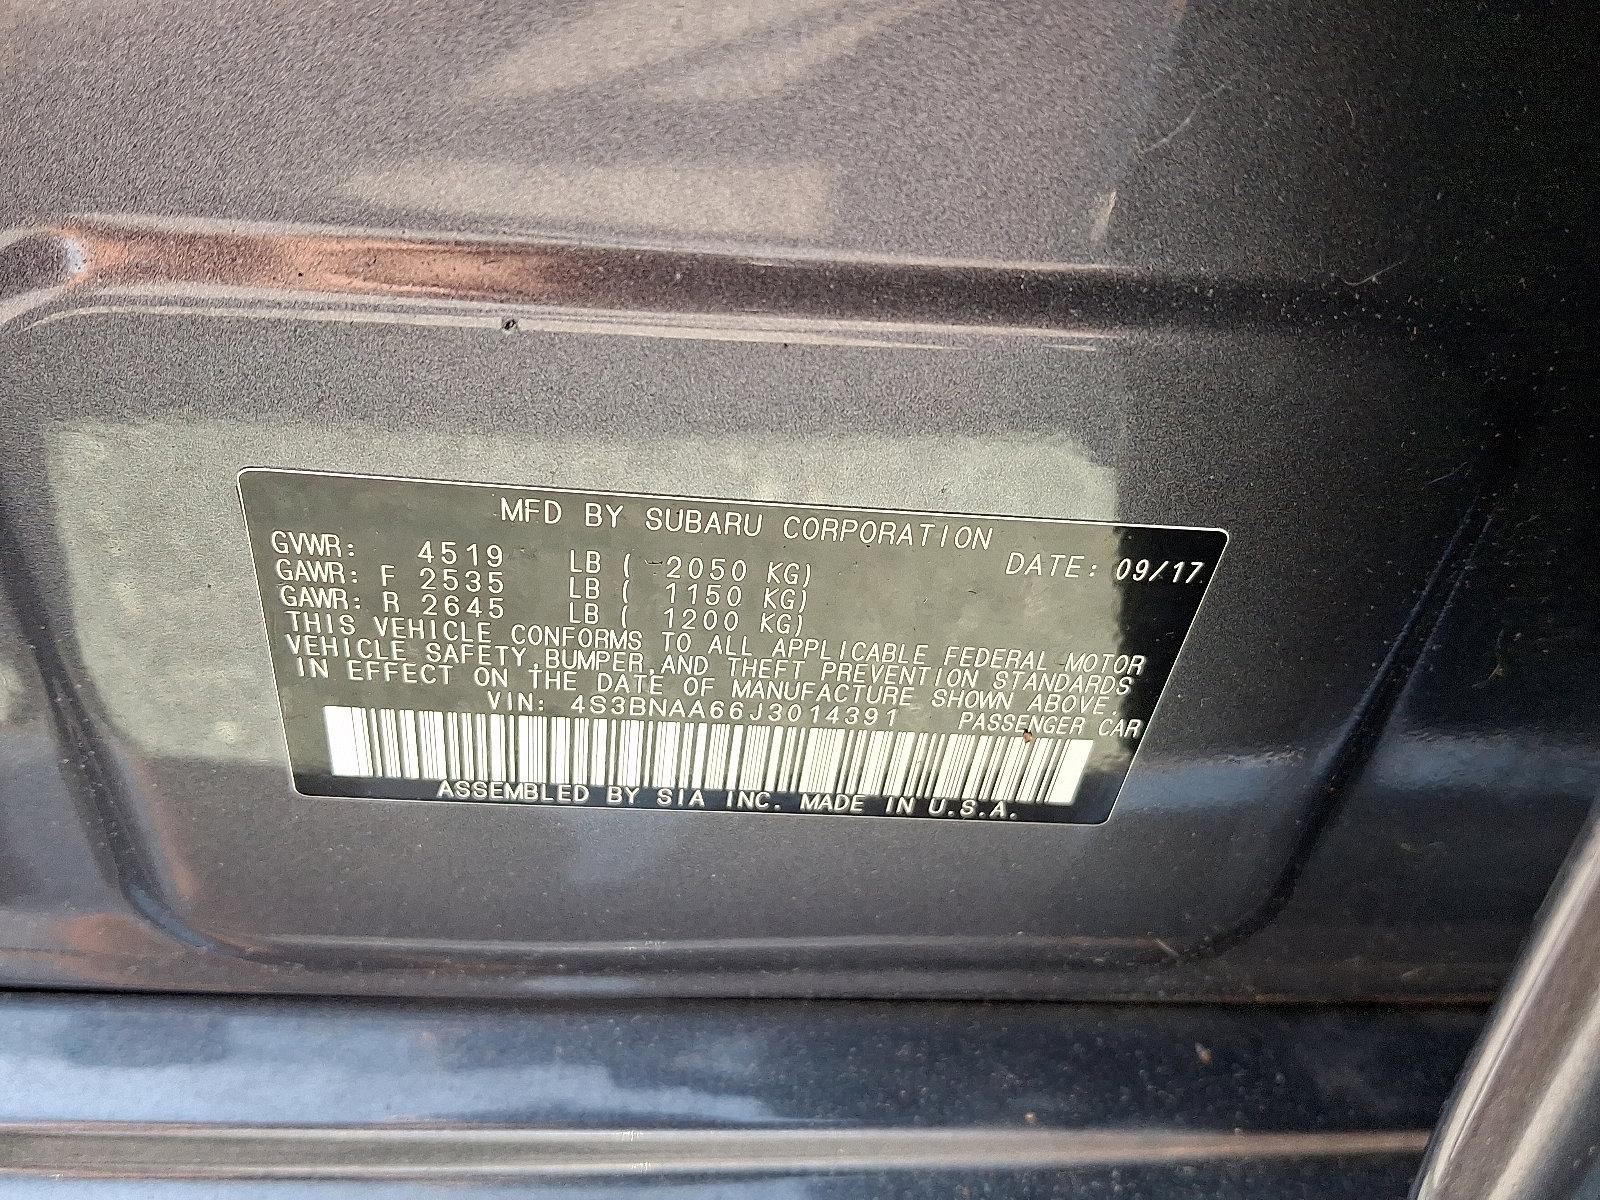 MFD BY SUBARU CORPORATION
DATE: 09/17
GVWR: 4519 LB ( 2050 KG)
GAWR: F 2535 LB ( 1150 KG)
GAWR: R 2645 LB ( 1200 KG)
THIS VEHICLE CONFORMS TO ALL APPLICABLE FEDERAL MOTOR
VEHICLE SAFETY,BUMPER,AND THEFT PREVENTION STANDARDS
IN EFFECT ON THE DATE OF MANUFACTURE SHOWN ABOVE.
VIN: 4S3BNAA66J3014391 PASSENGER CAR
ASSEMBLED BY SIA INC. MADE IN U.S.A.